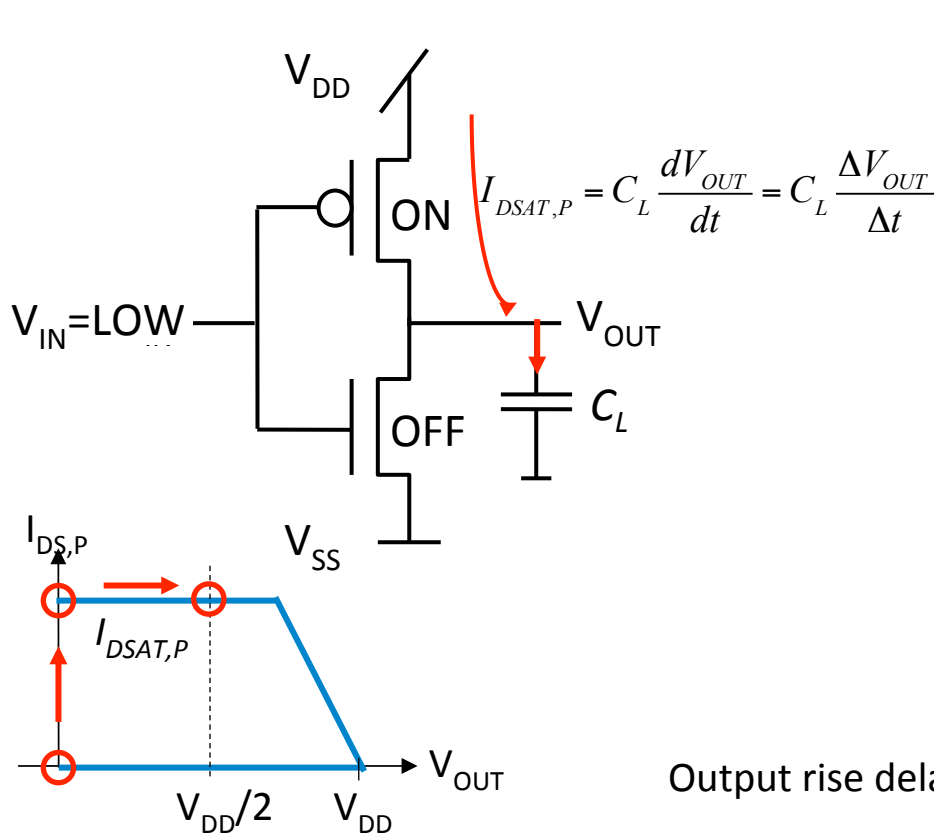 V_DD
I_DSAT,P = C_L dV_OUT/dt = C_L ΔV_OUT/Δt
ON
V_IN=LOW
V_OUT
C_L
OFF
V_SS
I_DS,P
I_DSAT,P
V_OUT
V_DD/2
V_DD
Output rise dela